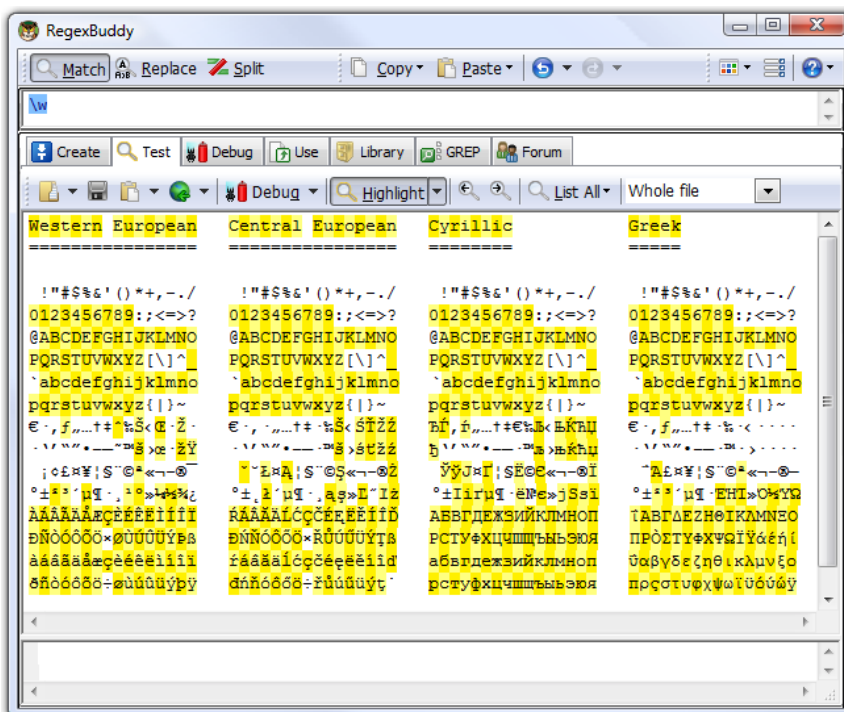 RegexBuddy
Match Replace Split Copy Paste
\w
Create Test Debug Use Library GREP Forum
Debug Highlight List All Whole file
Western European Central European Cyrillic Greek
================ ================ ======== =====
!"#$%&'()*+,-./ !"#$%&'()*+,-./ !"#$%&'()*+,-./ !"#$%&'()*+,-./
0123456789:;<=>? 0123456789:;<=>? 0123456789:;<=>? 0123456789:;<=>?
@ABCDEFGHIJKLMNO @ABCDEFGHIJKLMNO @ABCDEFGHIJKLMNO @ABCDEFGHIJKLMNO
PQRSTUVWXYZ[\]^_ PQRSTUVWXYZ[\]^_ PQRSTUVWXYZ[\]^_ PQRSTUVWXYZ[\]^_
`abcdefghijklmno `abcdefghijklmno `abcdefghijklmno `abcdefghijklmno
pqrstuvwxyz{|}~ pqrstuvwxyz{|}~ pqrstuvwxyz{|}~ pqrstuvwxyz{|}~
ÀÁÂÃÄÅÆÇÈÉÊËÌÍÎÏ ŔÁÂĂÄĹĆÇČÉĘËĚÍÎĎ АБВГДЕЖЗИЙКЛМНОП ΐΑΒΓΔΕΖΗΘΙΚΛΜΝΞΟ
ÐÑÒÓÔÕÖ×ØÙÚÛÜÝÞß ĐŃŇÓÔŐÖ×ŘŮÚŰÜÝŢß РСТУФХЦЧШЩЪЫЬЭЮЯ
àáâãäåæçèéêëìíîï ŕáâăäĺćçčéęëěíîď абвгдежзийклмноп ΰαβγδεζηθικλμνξο
ðñòóôõö÷øùúûüýþÿ đńňóôőö÷řůúűüýţ˙ рстуфхцчшщъыьэюя